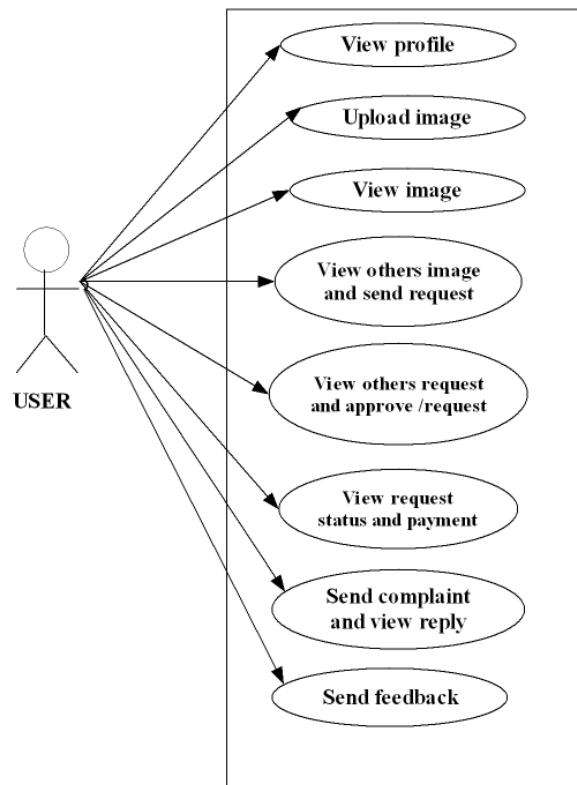 View profile
Upload image
View image
View others image
and send request
USER
View others request
and approve /request
View request
status and payment
Send complaint
and view reply
Send feedback